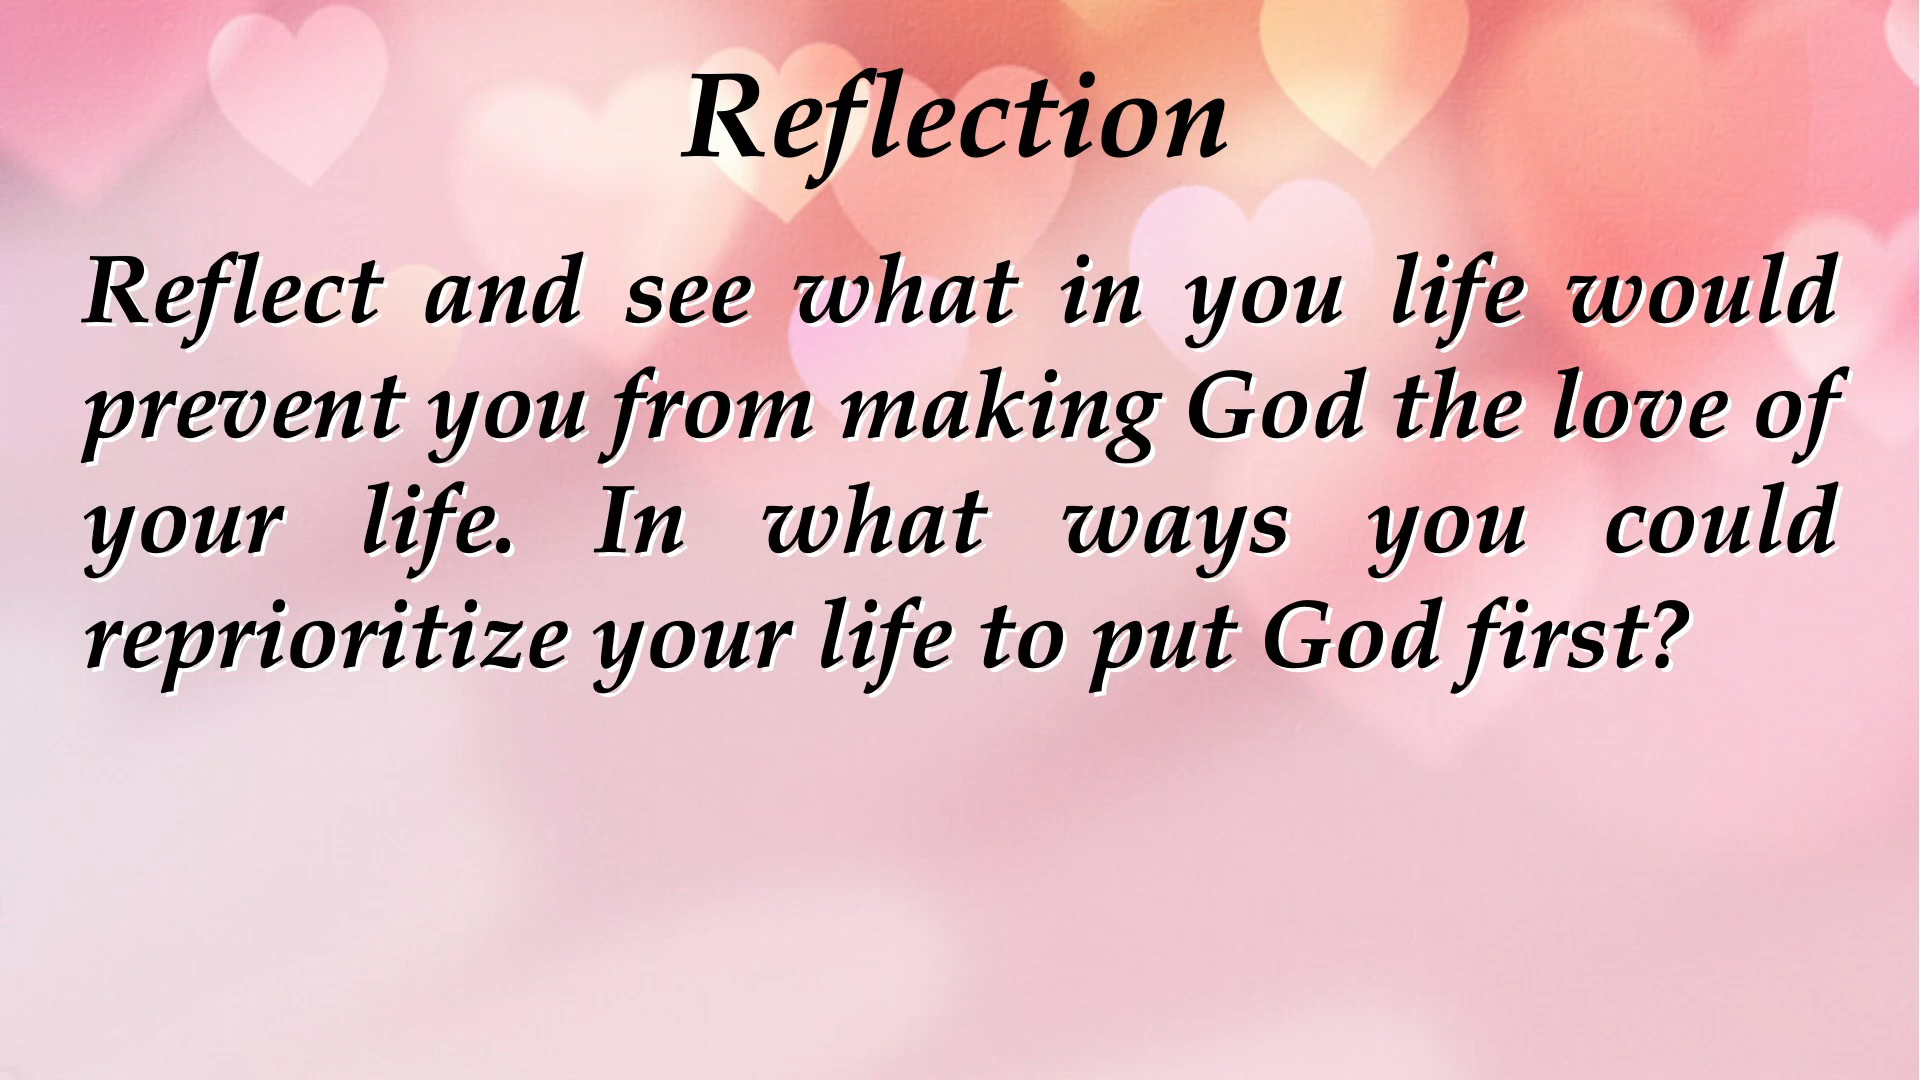 Reflection
Reflect and see what in you life would
prevent you from making God the love of
your life. In what ways you could
reprioritize your life to put God first?